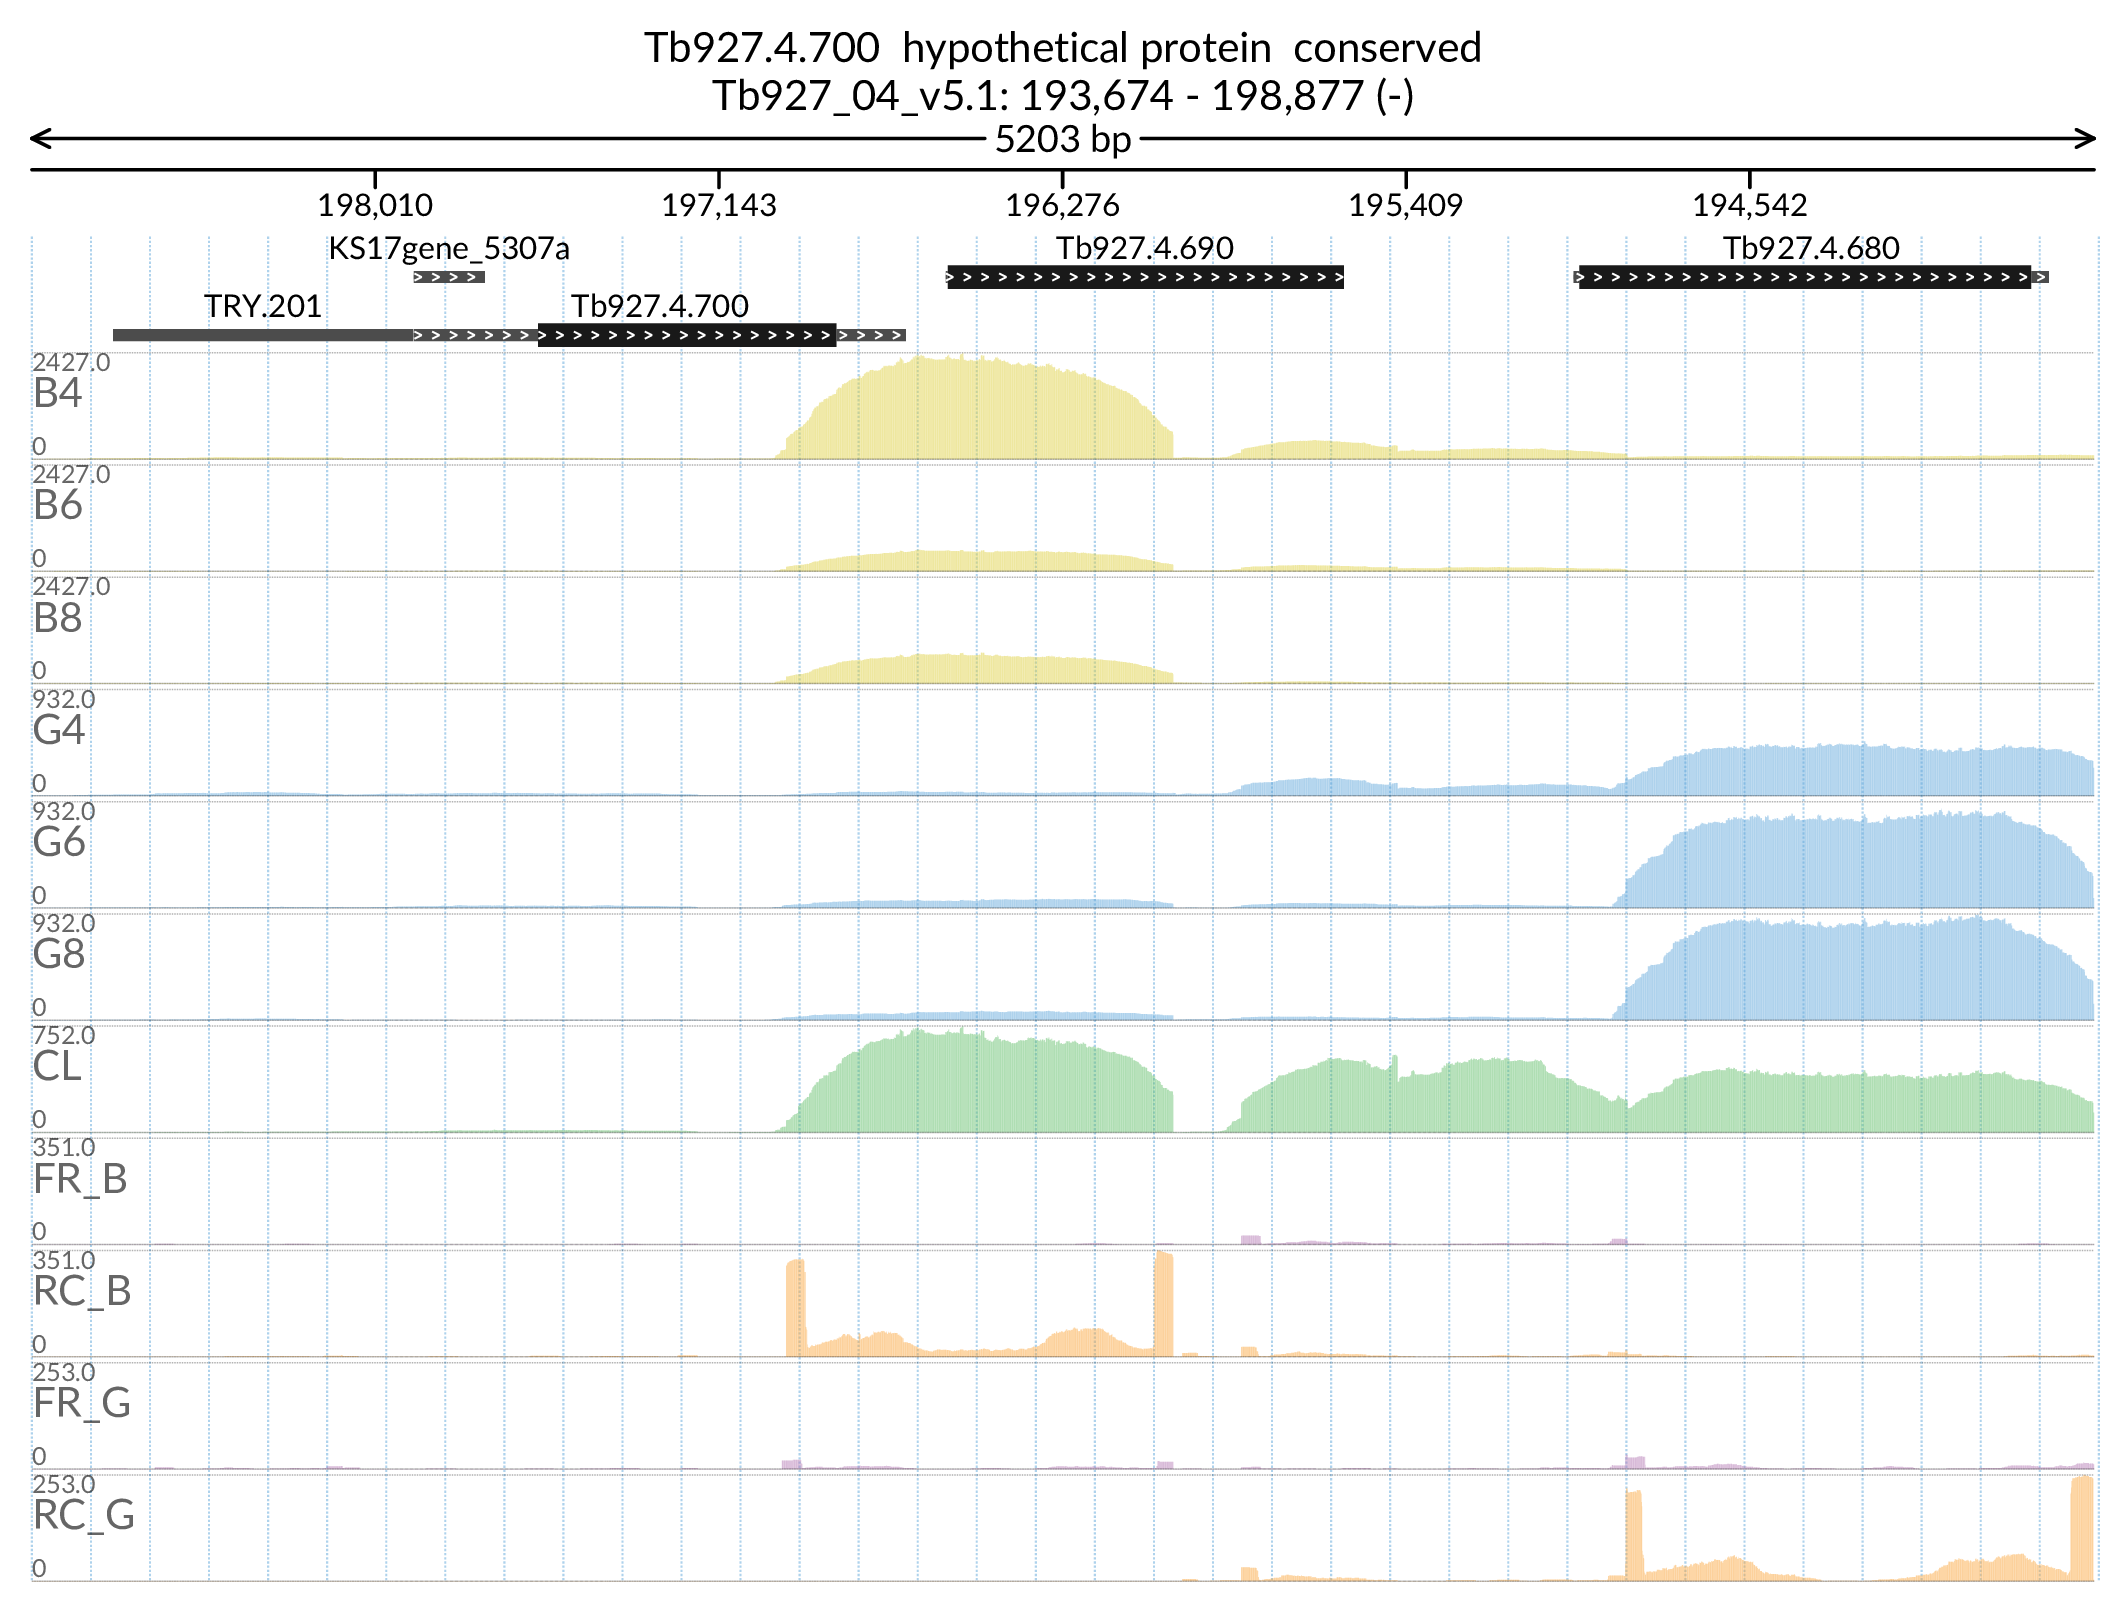 Tb927.4.700 hypothetical protein conserved
Tb927_04_v5.1: 193,674 - 198,877 (-)
5203 bp
198,010 197,143 196,276 195,409 194,542
KS17gene_5307a Tb927.4.690 Tb927.4.680
TRY.201 Tb927.4.700
2427.0
B4
0
2427.0
B6
0
2427.0
B8
0
932.0
G4
0
932.0
G6
0
932.0
G8
0
752.0
CL
0
351.0
FR_B
0
351.0
RC_B
0
253.0
FR_G
0
253.0
RC_G
0